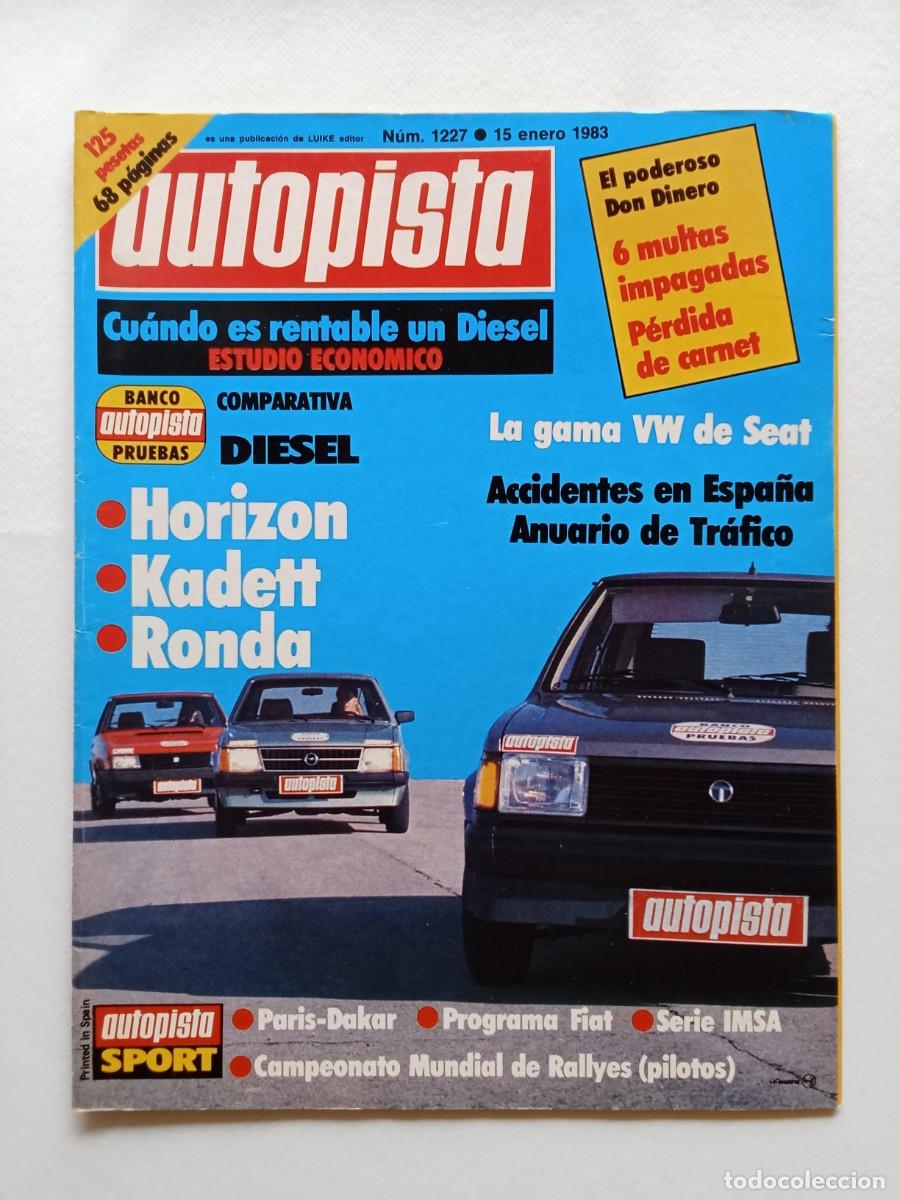 125
pesetas
68 páginas
es una publicación de LUIKE editor Núm. 1227 ● 15 enero 1983
autopista
El poderoso
Don Dinero
6 multas
impagadas
Pérdida
de carnet
Cuándo es rentable un Diesel
ESTUDIO ECONOMICO
BANCO
autopista
PRUEBAS
COMPARATIVA
DIESEL
La gama VW de Seat
Accidentes en España
Anuario de Tráfico
● Horizon
● Kadett
● Ronda
autopista
BANCO
autopista
PRUEBAS
autopista
autopista
autopista
Printed in Spain
autopista
SPORT
● Paris-Dakar ● Programa Fiat ● Serie IMSA
● Campeonato Mundial de Rallyes (pilotos)
todocoleccion